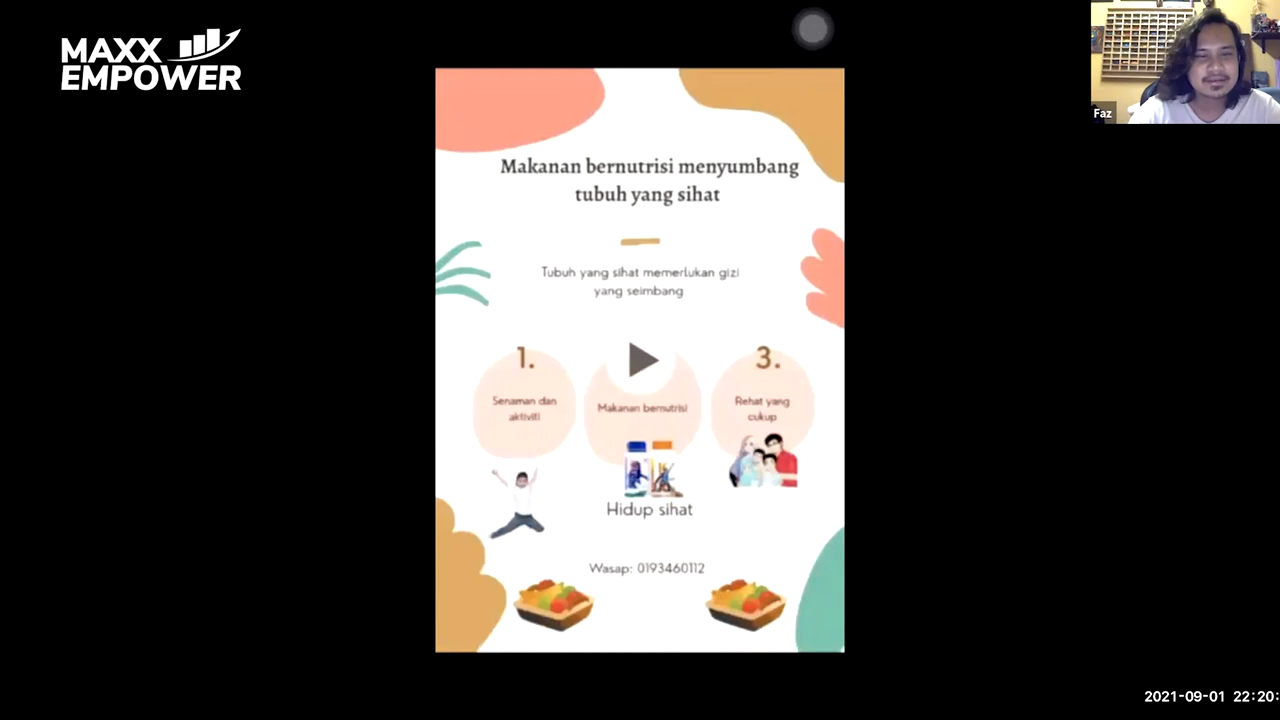 MAXX
EMPOWER
Faz
Makanan bernutrisi menyumbang
tubuh yang sihat
Tubuh yang sihat memerlukan gizi
yang seimbang
1.
Senaman dan
aktiviti
Makanan bernutrisi
3.
Rehat yang
cukup
Hidup sihat
Wasap: 0193460112
2021-09-01 22:20: